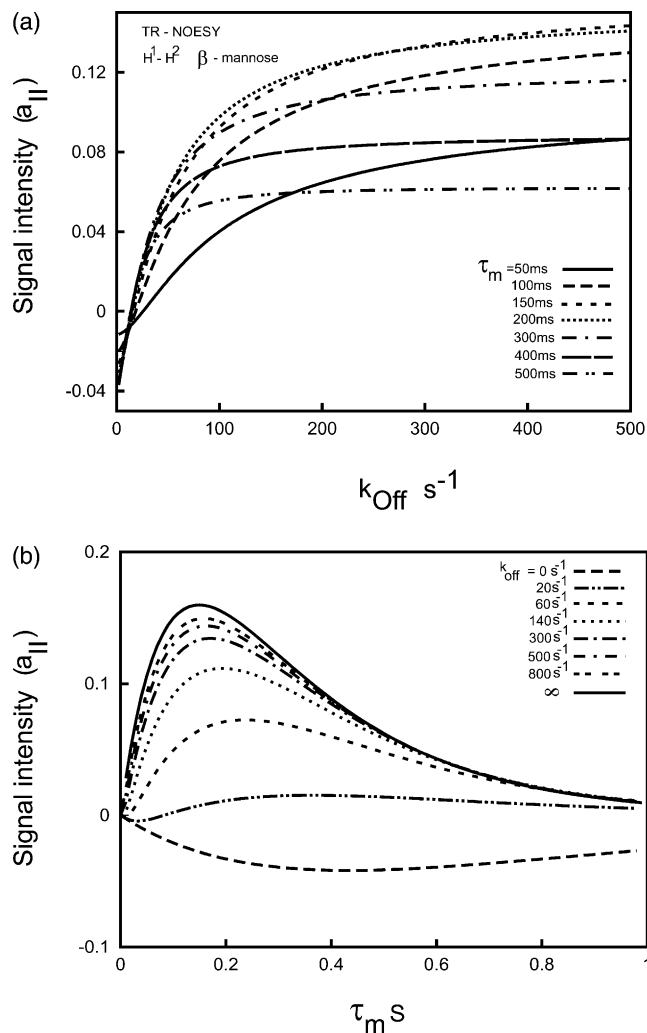 (a)
TR - NOESY
H¹- H² β - mannose
Signal intensity (aII)
0.12
0.08
0.04
0
-0.04
τm =50ms
100ms
150ms
200ms
300ms
400ms
500ms
0 100 200 300 400 500
kOff s⁻¹
(b)
Signal intensity (aII)
0.2
0.1
0
-0.1
koff = 0 s⁻¹
20s⁻¹
60s⁻¹
140s⁻¹
300s⁻¹
500s⁻¹
800s⁻¹
∞
0 0.2 0.4 0.6 0.8 1
τm s